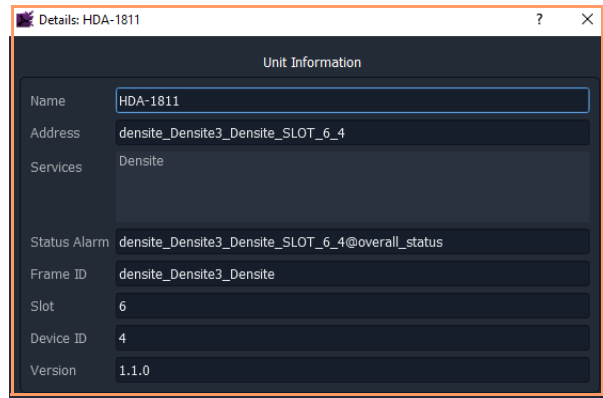 Details: HDA-1811 ? ×
Unit Information
Name HDA-1811
Address densite_Densite3_Densite_SLOT_6_4
Services Densite
Status Alarm densite_Densite3_Densite_SLOT_6_4@overall_status
Frame ID densite_Densite3_Densite
Slot 6
Device ID 4
Version 1.1.0